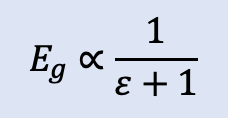 E_g ∝ 1/(ε + 1)